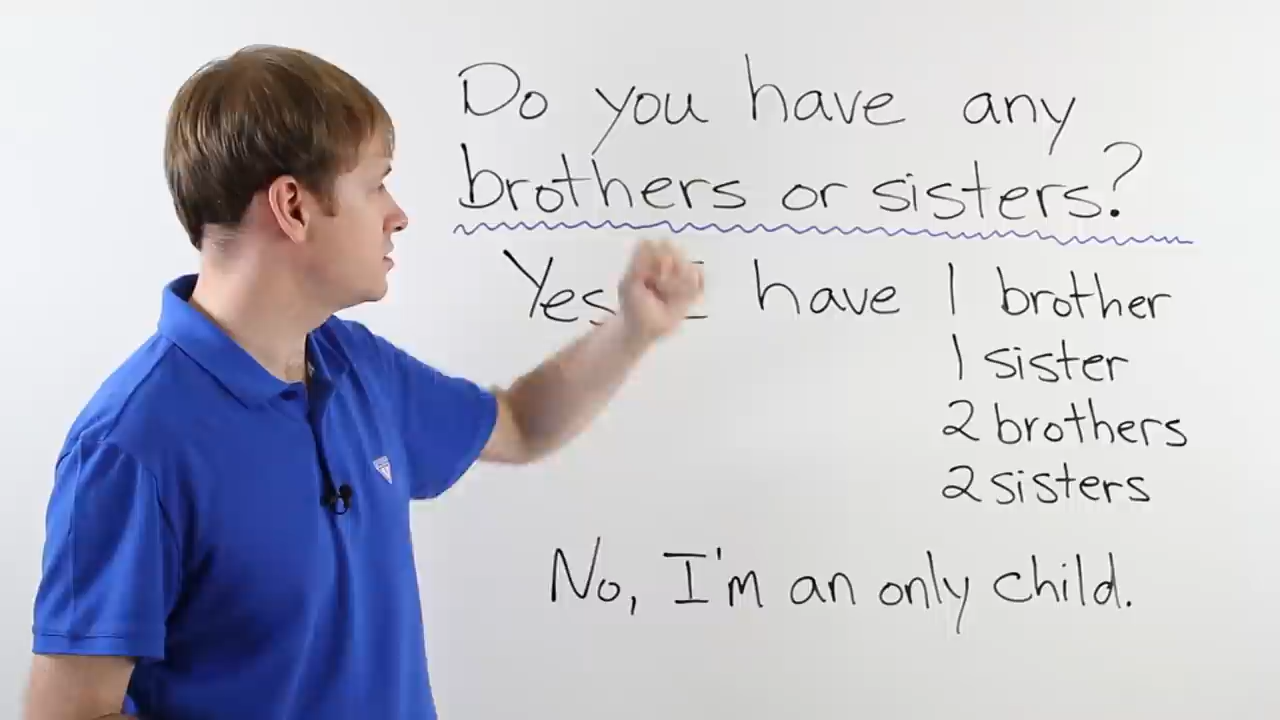 Do you have any
brothers or sisters?
Yes I have 1 brother
1 sister
2 brothers
2 sisters
No, I'm an only child.